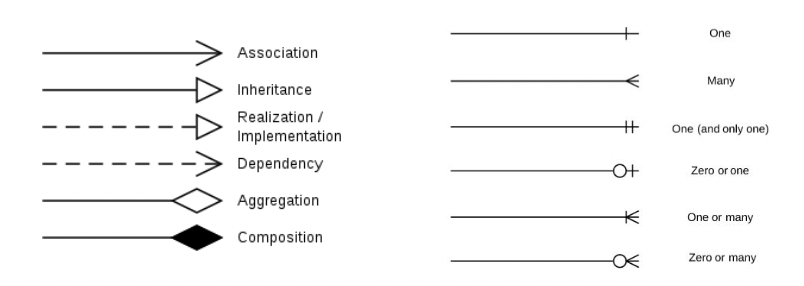 Association
Inheritance
Realization /
Implementation
Dependency
Aggregation
Composition
One
Many
One (and only one)
Zero or one
One or many
Zero or many